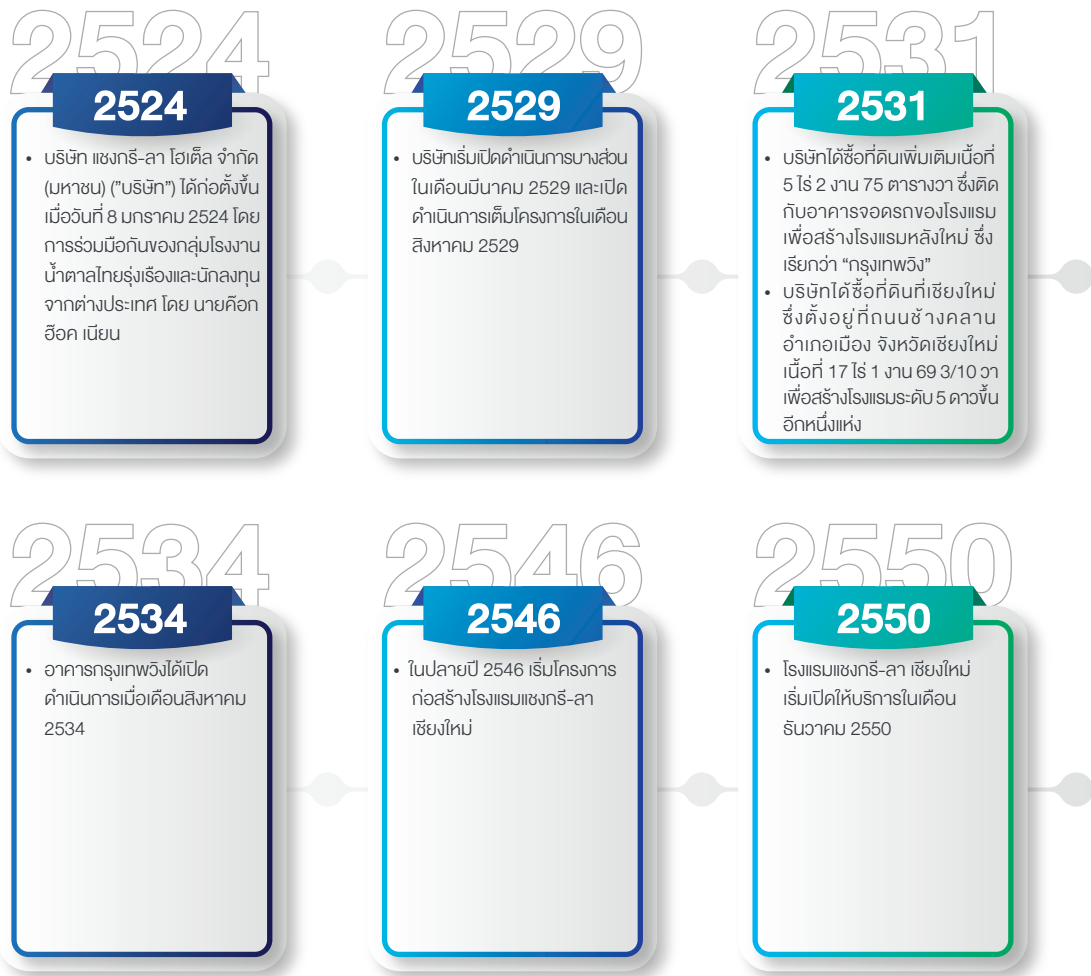 2524
2524
• บริษัท แชงกรี-ลา โฮเต็ล จำกัด
(มหาชน) ("บริษัท") ได้ก่อตั้งขึ้น
เมื่อวันที่ 8 มกราคม 2524 โดย
การร่วมมือกันของกลุ่มโรงงาน
น้ำตาลไทยรุ่งเรืองและนักลงทุน
จากต่างประเทศ โดย นายค๊อก
ฮ๊อค เนียน
2529
2529
• บริษัทเริ่มเปิดดำเนินการบางส่วน
ในเดือนมีนาคม 2529 และเปิด
ดำเนินการเต็มโครงการในเดือน
สิงหาคม 2529
2531
2531
• บริษัทได้ซื้อที่ดินเพิ่มเติมเนื้อที่
5 ไร่ 2 งาน 75 ตารางวา ซึ่งติด
กับอาคารจอดรถของโรงแรม
เพื่อสร้างโรงแรมหลังใหม่ ซึ่ง
เรียกว่า “กรุงเทพวิง”
• บริษัทได้ซื้อที่ดินที่เชียงใหม่
ซึ่งตั้งอยู่ที่ถนนช้างคลาน
อำเภอเมือง จังหวัดเชียงใหม่
เนื้อที่ 17 ไร่ 1 งาน 69 3/10 วา
เพื่อสร้างโรงแรมระดับ 5 ดาวขึ้น
อีกหนึ่งแห่ง
2534
2534
• อาคารกรุงเทพวิงได้เปิด
ดำเนินการเมื่อเดือนสิงหาคม
2534
2546
2546
• ในปลายปี 2546 เริ่มโครงการ
ก่อสร้างโรงแรมแชงกรี-ลา
เชียงใหม่
2550
2550
• โรงแรมแชงกรี-ลา เชียงใหม่
เริ่มเปิดให้บริการในเดือน
ธันวาคม 2550